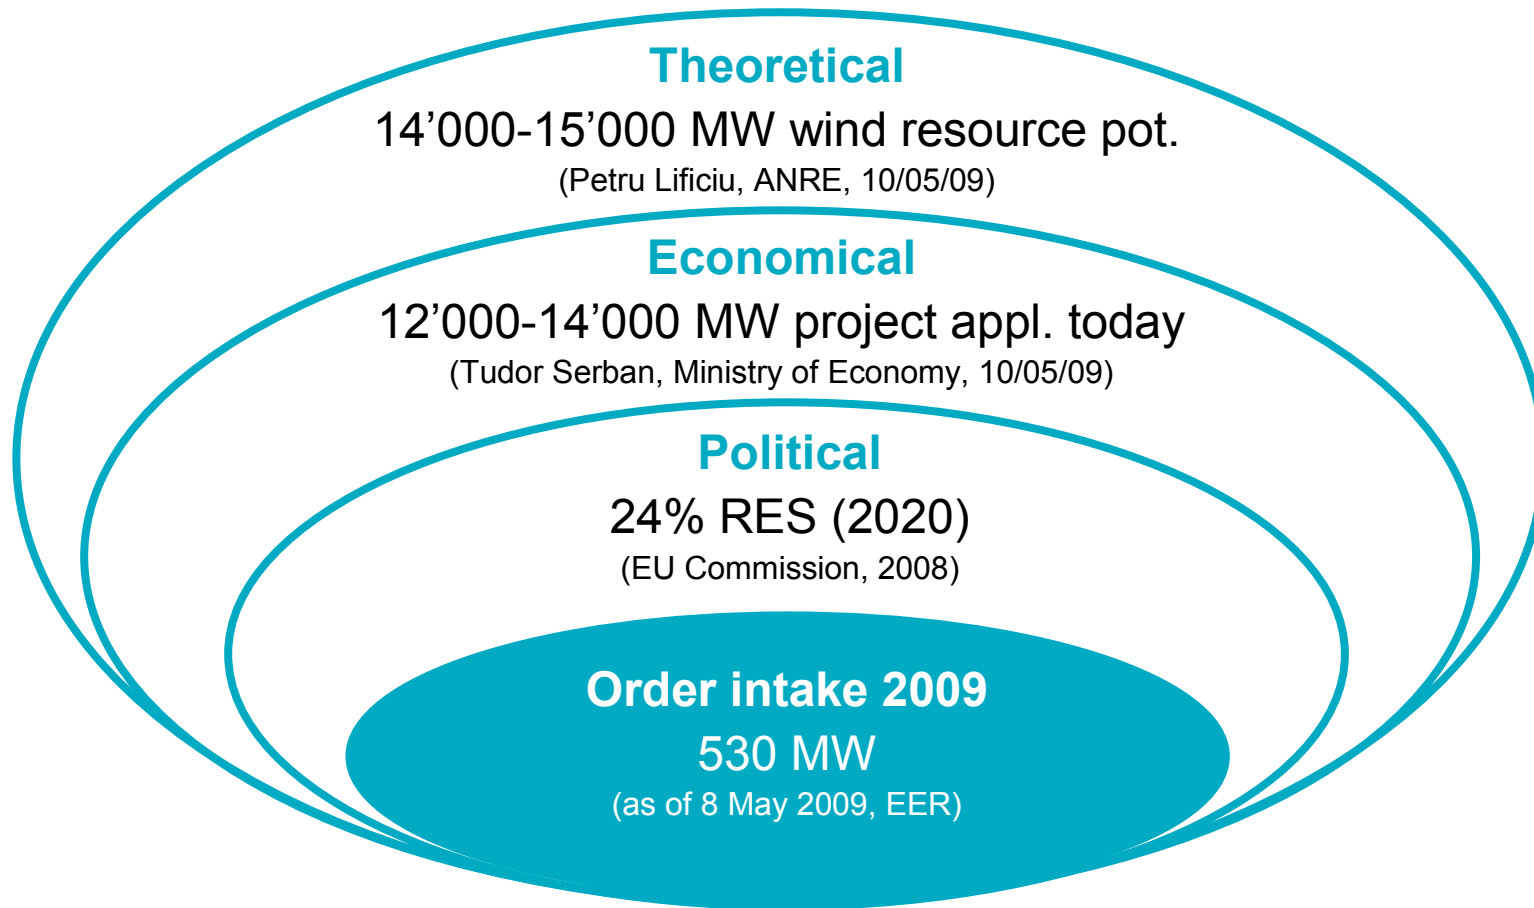 Theoretical
14’000-15’000 MW wind resource pot.
(Petru Lificiu, ANRE, 10/05/09)
Economical
12’000-14’000 MW project appl. today
(Tudor Serban, Ministry of Economy, 10/05/09)
Political
24% RES (2020)
(EU Commission, 2008)
Order intake 2009
530 MW
(as of 8 May 2009, EER)